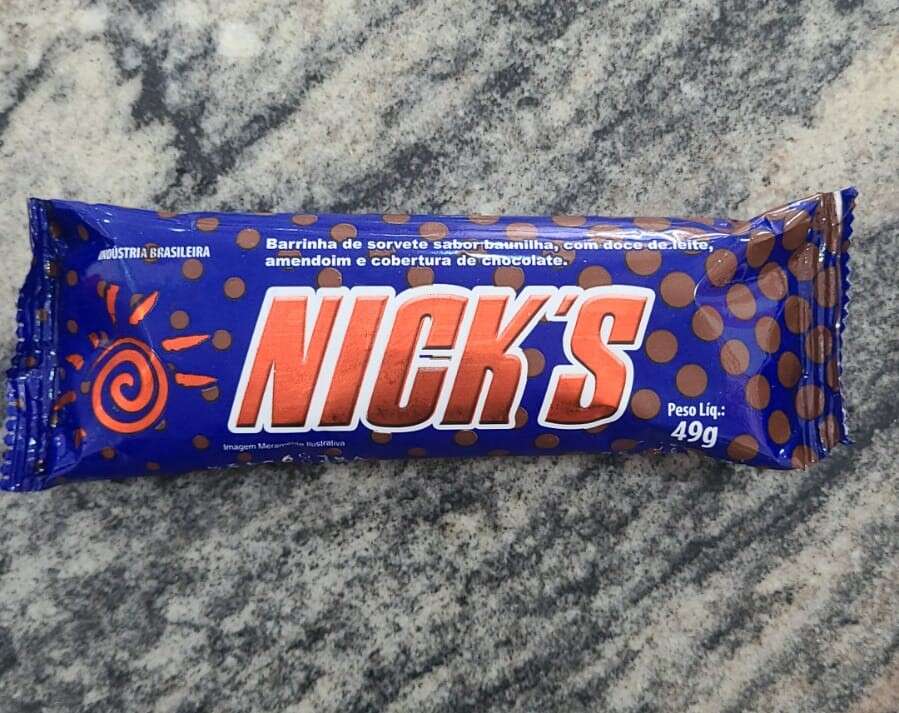 INDÚSTRIA BRASILEIRA
Barrinha de sorvete sabor baunilha, com doce de leite,
amendoim e cobertura de chocolate.
NICK'S
Peso Líq.:
49g
Imagem Meramente Ilustrativa